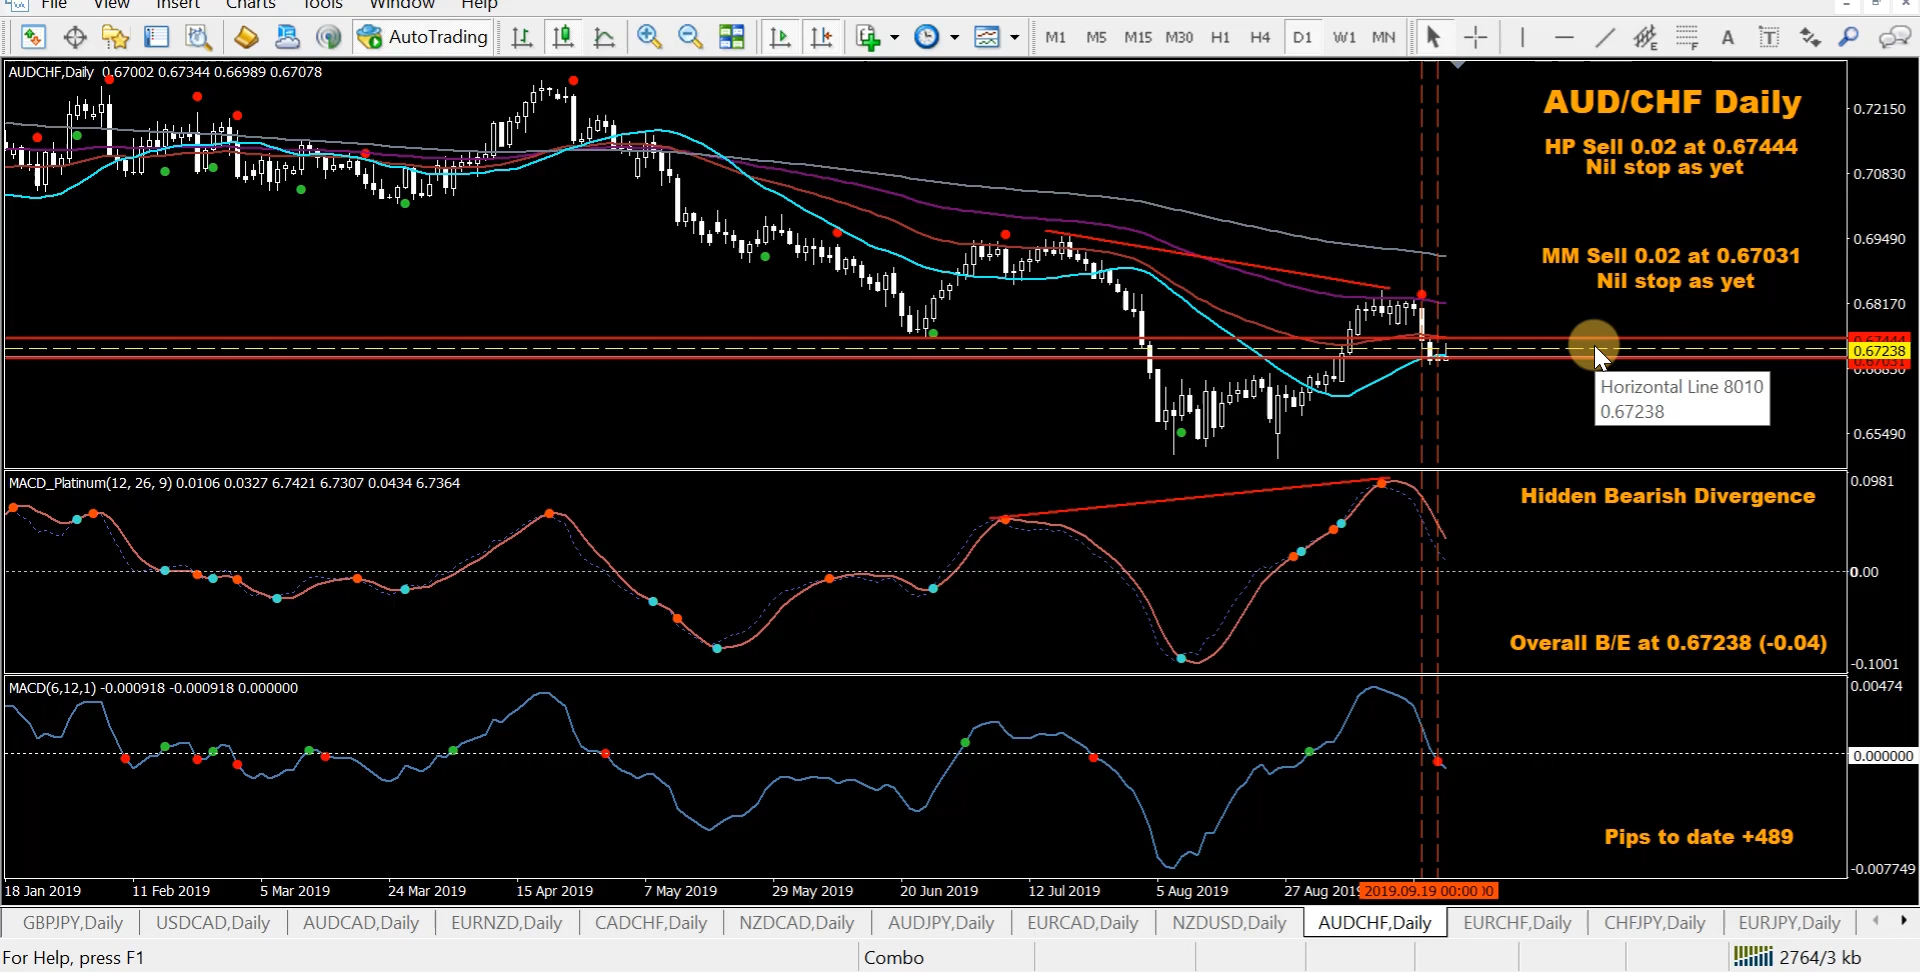 File View Insert Charts Tools Window Help
AutoTrading M1 M5 M15 M30 H1 H4 D1 W1 MN
AUDCHF,Daily 0.67002 0.67344 0.66989 0.67078
AUD/CHF Daily
HP Sell 0.02 at 0.67444
Nil stop as yet
MM Sell 0.02 at 0.67031
Nil stop as yet
0.72150
0.70830
0.69490
0.68170
0.67238
0.65490
Horizontal Line 8010
0.67238
MACD_Platinum(12, 26, 9) 0.0106 0.0327 6.7421 6.7307 0.0434 6.7364
Hidden Bearish Divergence
0.0981
0.00
Overall B/E at 0.67238 (-0.04)
-0.1001
MACD(6,12,1) -0.000918 -0.000918 0.000000
0.00474
0.000000
Pips to date +489
-0.007749
18 Jan 2019 11 Feb 2019 5 Mar 2019 24 Mar 2019 15 Apr 2019 7 May 2019 29 May 2019 20 Jun 2019 12 Jul 2019 5 Aug 2019 27 Aug 2019 2019.09.19 00:00
GBPJPY,Daily USDCAD,Daily AUDCAD,Daily EURNZD,Daily CADCHF,Daily NZDCAD,Daily AUDJPY,Daily EURCAD,Daily NZDUSD,Daily AUDCHF,Daily EURCHF,Daily CHFJPY,Daily EURJPY,Daily
For Help, press F1 Combo 2764/3 kb